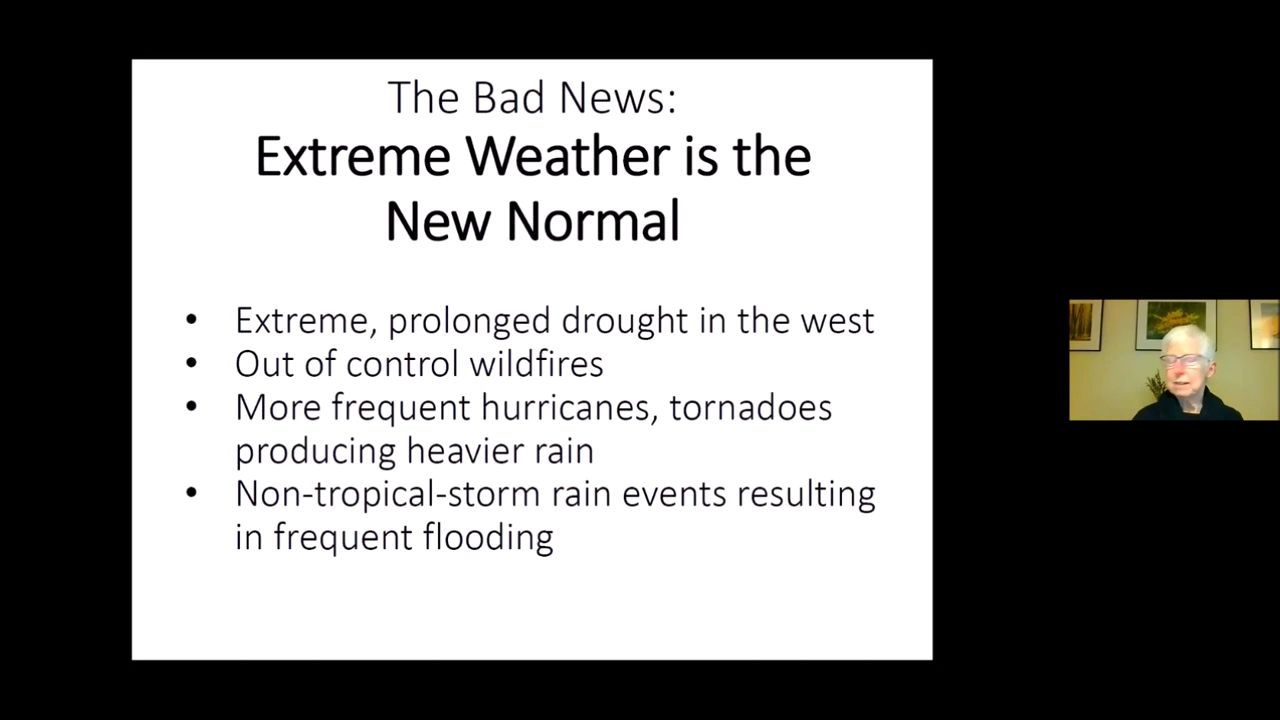 The Bad News:
Extreme Weather is the
New Normal
• Extreme, prolonged drought in the west
• Out of control wildfires
• More frequent hurricanes, tornadoes
producing heavier rain
• Non-tropical-storm rain events resulting
in frequent flooding